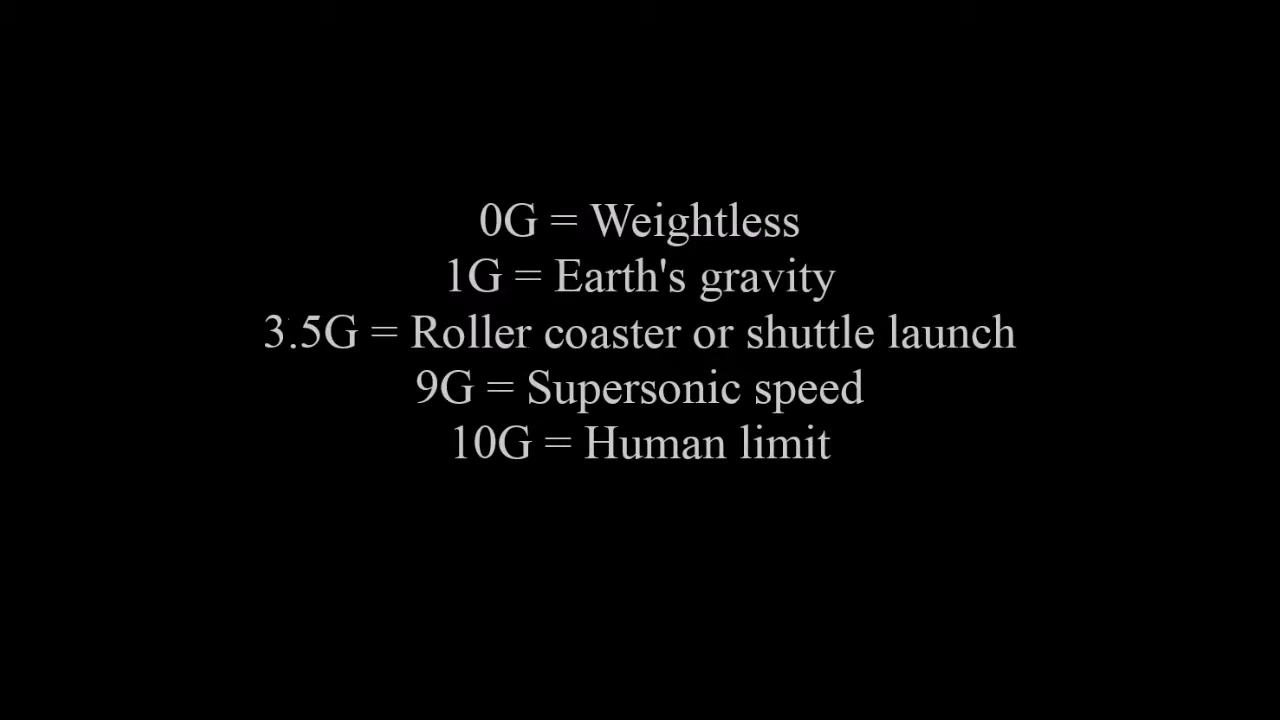 0G = Weightless
1G = Earth's gravity
3.5G = Roller coaster or shuttle launch
9G = Supersonic speed
10G = Human limit